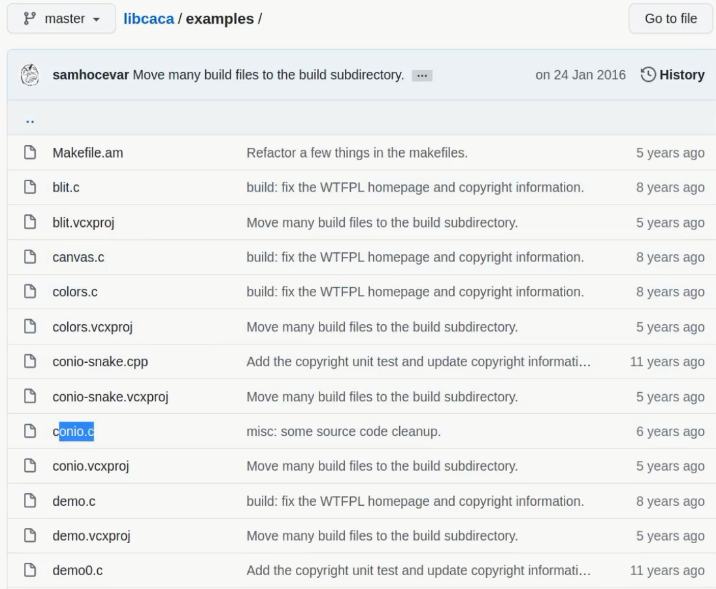 master libcaca / examples / Go to file
samhocevar Move many build files to the build subdirectory. ... on 24 Jan 2016 History
..
Makefile.am Refactor a few things in the makefiles. 5 years ago
blit.c build: fix the WTFPL homepage and copyright information. 8 years ago
blit.vcxproj Move many build files to the build subdirectory. 5 years ago
canvas.c build: fix the WTFPL homepage and copyright information. 8 years ago
colors.c build: fix the WTFPL homepage and copyright information. 8 years ago
colors.vcxproj Move many build files to the build subdirectory. 5 years ago
conio-snake.cpp Add the copyright unit test and update copyright informati... 11 years ago
conio-snake.vcxproj Move many build files to the build subdirectory. 5 years ago
conio.c misc: some source code cleanup. 6 years ago
conio.vcxproj Move many build files to the build subdirectory. 5 years ago
demo.c build: fix the WTFPL homepage and copyright information. 8 years ago
demo.vcxproj Move many build files to the build subdirectory. 5 years ago
demo0.c Add the copyright unit test and update copyright informati... 11 years ago